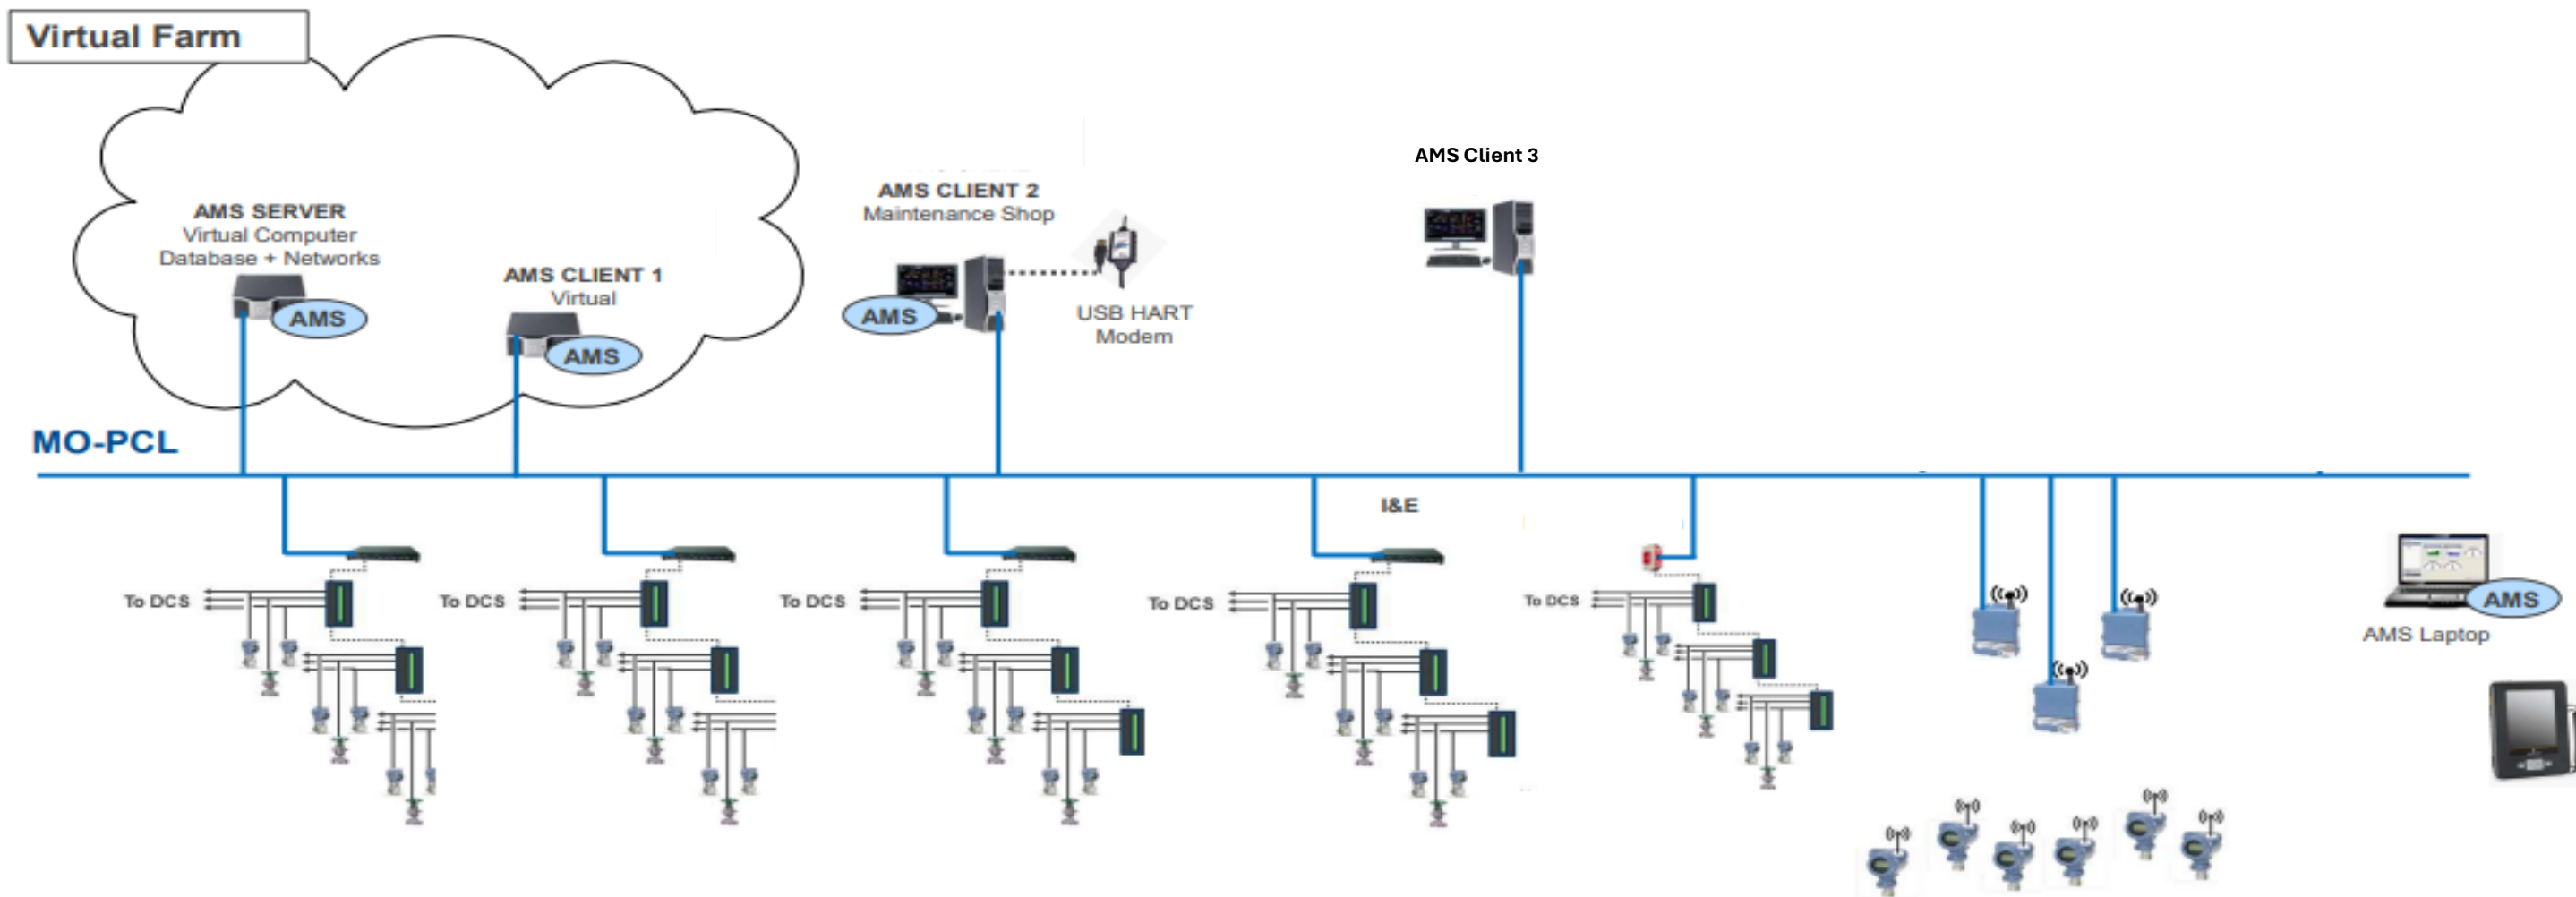 Virtual Farm
AMS SERVER
Virtual Computer
Database + Networks
AMS
AMS CLIENT 1
Virtual
AMS
AMS CLIENT 2
Maintenance Shop
AMS
USB HART
Modem
AMS Client 3
MO-PCL
I&E
To DCS
To DCS
To DCS
To DCS
To DCS
AMS
AMS Laptop